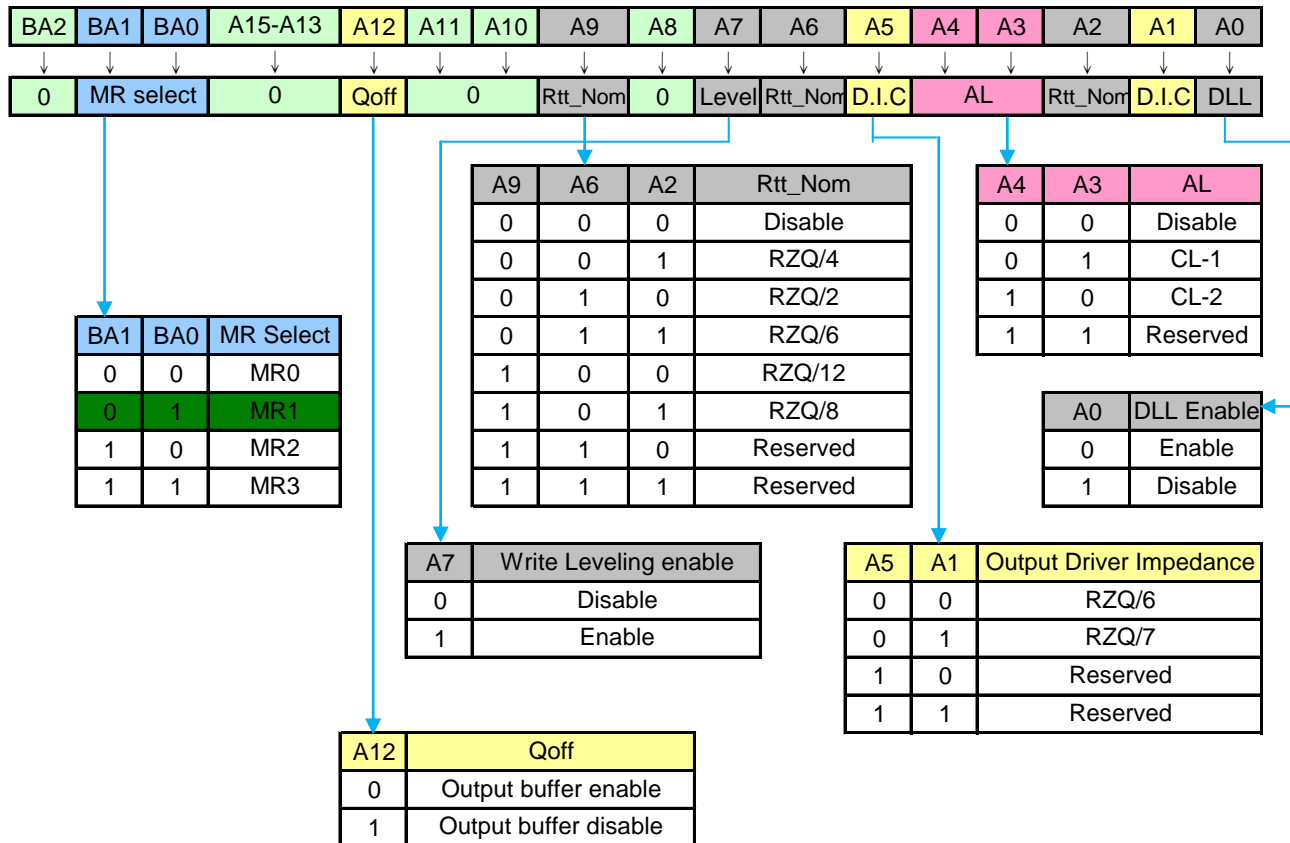 BA2 BA1 BA0 A15-A13 A12 A11 A10 A9 A8 A7 A6 A5 A4 A3 A2 A1 A0
0 MR select 0 Qoff 0 Rtt_Nom 0 Level Rtt_Nom D.I.C AL Rtt_Nom D.I.C DLL
A9 A6 A2 Rtt_Nom
0 0 0 Disable
0 0 1 RZQ/4
0 1 0 RZQ/2
0 1 1 RZQ/6
1 0 0 RZQ/12
1 0 1 RZQ/8
1 1 0 Reserved
1 1 1 Reserved
A4 A3 AL
0 0 Disable
0 1 CL-1
1 0 CL-2
1 1 Reserved
BA1 BA0 MR Select
0 0 MR0
0 1 MR1
1 0 MR2
1 1 MR3
A0 DLL Enable
0 Enable
1 Disable
A7 Write Leveling enable
0 Disable
1 Enable
A5 A1 Output Driver Impedance
0 0 RZQ/6
0 1 RZQ/7
1 0 Reserved
1 1 Reserved
A12 Qoff
0 Output buffer enable
1 Output buffer disable